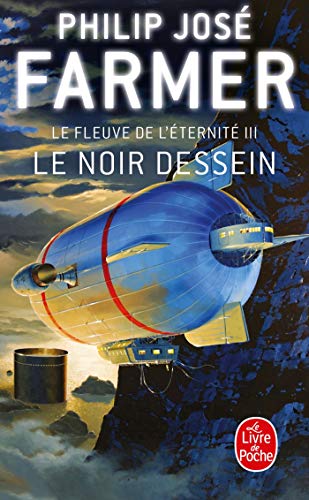 PHILIP JOSÉ
FARMER
LE FLEUVE DE L'ÉTERNITÉ III
LE NOIR DESSEIN
Le
Livre
de
Poche